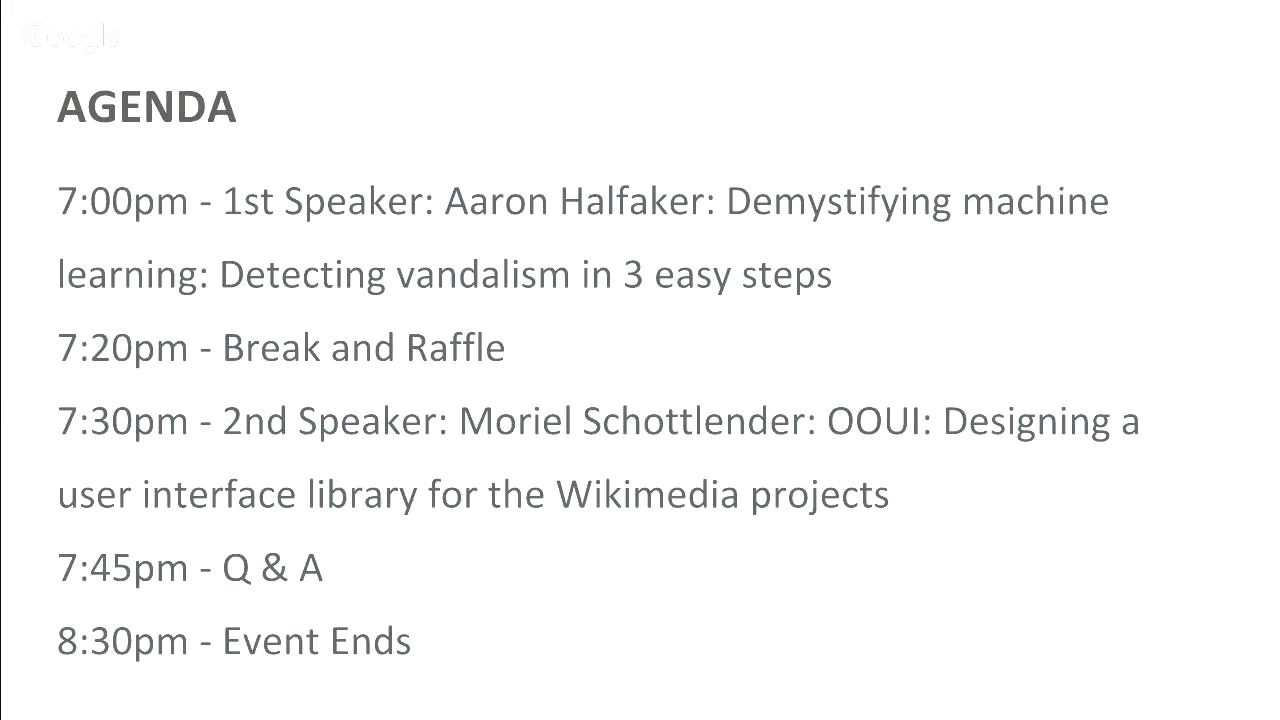 Google
AGENDA
7:00pm - 1st Speaker: Aaron Halfaker: Demystifying machine
learning: Detecting vandalism in 3 easy steps
7:20pm - Break and Raffle
7:30pm - 2nd Speaker: Moriel Schottlender: OOUI: Designing a
user interface library for the Wikimedia projects
7:45pm - Q & A
8:30pm - Event Ends